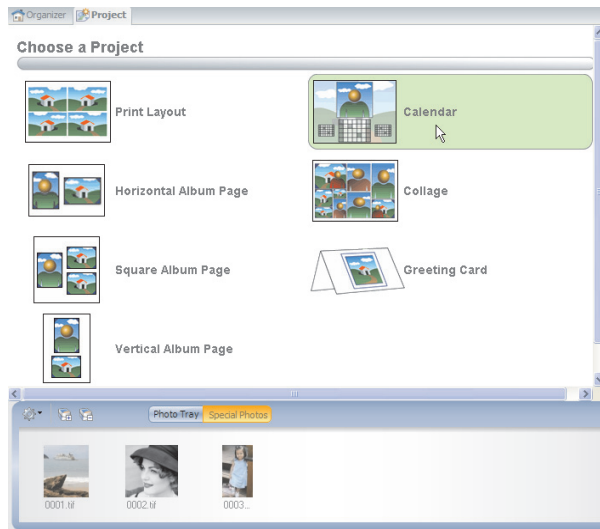 Organizer Project
Choose a Project
Print Layout
Calendar
Horizontal Album Page
Collage
Square Album Page
Greeting Card
Vertical Album Page
Photo Tray Special Photos
0001.tif 0002.tif 0003...